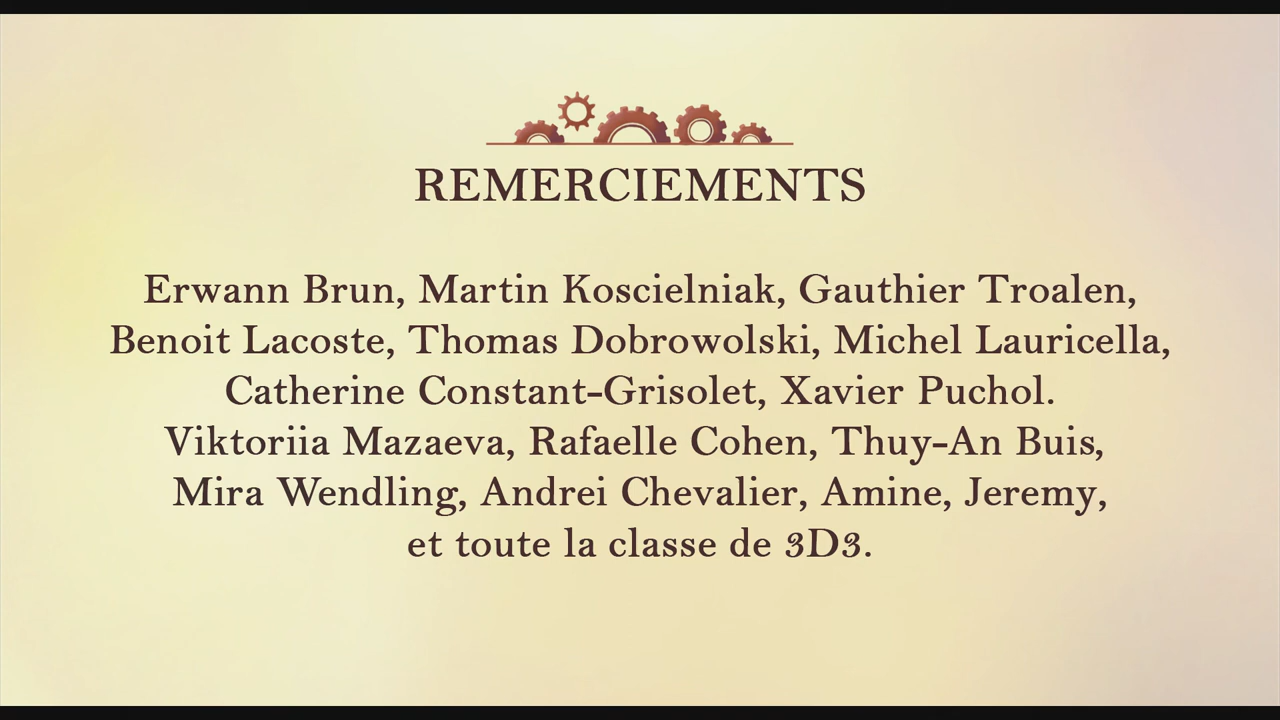 REMERCIEMENTS
Erwann Brun, Martin Koscielniak, Gauthier Troalen,
Benoit Lacoste, Thomas Dobrowolski, Michel Lauricella,
Catherine Constant-Grisolet, Xavier Puchol.
Viktoriia Mazaeva, Rafaelle Cohen, Thuy-An Buis,
Mira Wendling, Andrei Chevalier, Amine, Jeremy,
et toute la classe de 3D3.